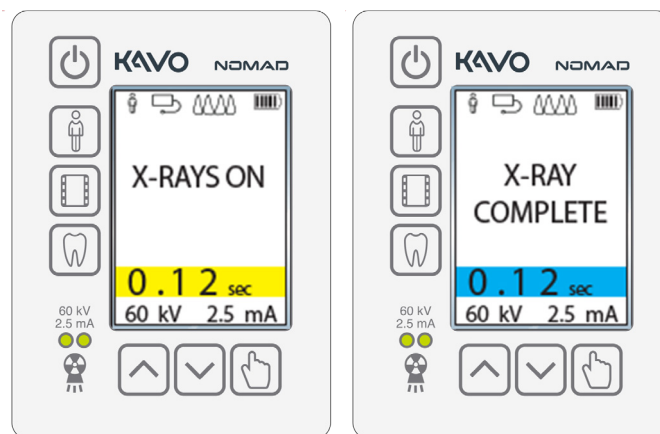 KAVO NOMAD
X-RAYS ON
0.12 sec
60 kV 2.5 mA
60 kV
2.5 mA
KAVO NOMAD
X-RAY
COMPLETE
0.12 sec
60 kV 2.5 mA
60 kV
2.5 mA